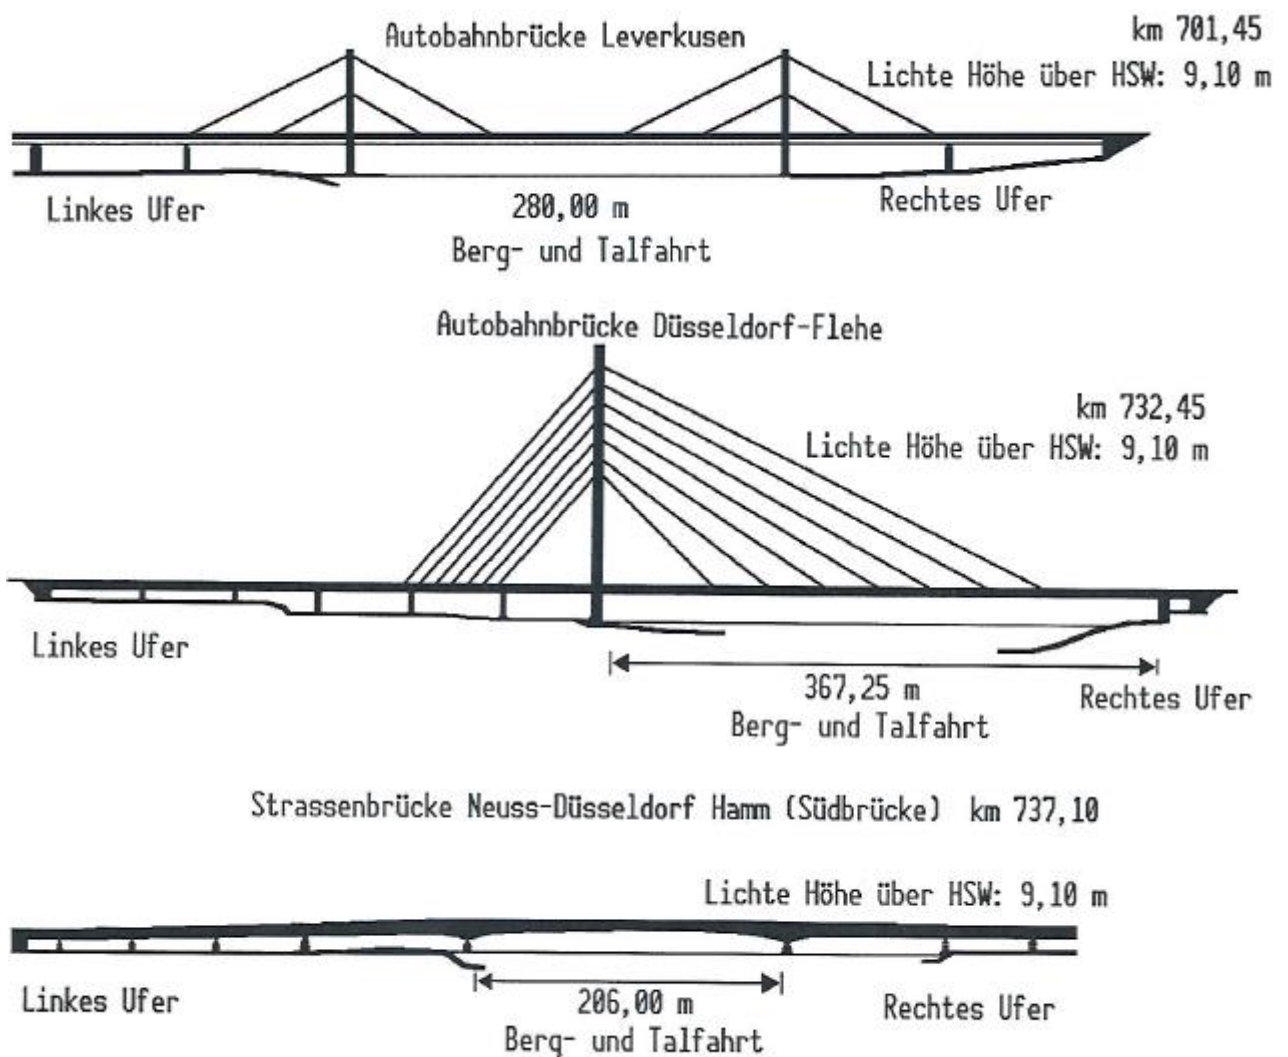 Autobahnbrücke Leverkusen
km 701,45
Lichte Höhe über HSW: 9,10 m
Linkes Ufer
280,00 m
Rechtes Ufer
Berg- und Talfahrt
Autobahnbrücke Düsseldorf-Flehe
km 732,45
Lichte Höhe über HSW: 9,10 m
Linkes Ufer
367,25 m
Rechtes Ufer
Berg- und Talfahrt
Strassenbrücke Neuss-Düsseldorf Hamm (Südbrücke) km 737,10
Lichte Höhe über HSW: 9,10 m
Linkes Ufer
206,00 m
Rechtes Ufer
Berg- und Talfahrt